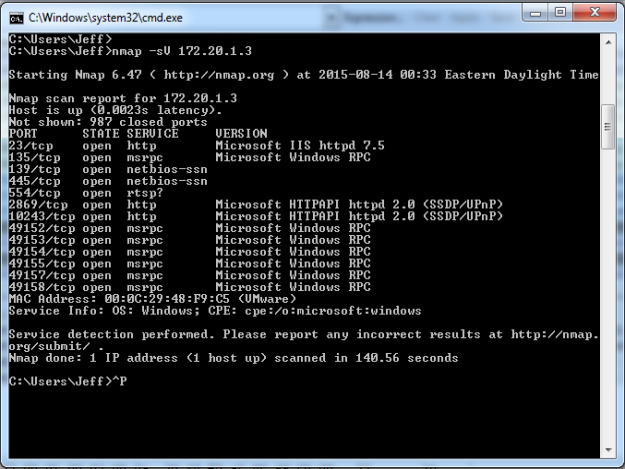 C:\Windows\system32\cmd.exe
C:\Users\Jeff>
C:\Users\Jeff>nmap -sV 172.20.1.3
Starting Nmap 6.47 ( http://nmap.org ) at 2015-08-14 00:33 Eastern Daylight Time
Nmap scan report for 172.20.1.3
Host is up (0.0023s latency).
Not shown: 987 closed ports
PORT      STATE SERVICE     VERSION
23/tcp    open  http        Microsoft IIS httpd 7.5
135/tcp   open  msrpc       Microsoft Windows RPC
139/tcp   open  netbios-ssn
445/tcp   open  netbios-ssn
554/tcp   open  rtsp?
2869/tcp  open  http        Microsoft HTTPAPI httpd 2.0 (SSDP/UPnP)
10243/tcp open  http        Microsoft HTTPAPI httpd 2.0 (SSDP/UPnP)
49152/tcp open  msrpc       Microsoft Windows RPC
49153/tcp open  msrpc       Microsoft Windows RPC
49154/tcp open  msrpc       Microsoft Windows RPC
49155/tcp open  msrpc       Microsoft Windows RPC
49157/tcp open  msrpc       Microsoft Windows RPC
49158/tcp open  msrpc       Microsoft Windows RPC
MAC Address: 00:0C:29:48:F9:C5 (VMware)
Service Info: OS: Windows; CPE: cpe:/o:microsoft:windows
Service detection performed. Please report any incorrect results at http://nmap.
org/submit/ .
Nmap done: 1 IP address (1 host up) scanned in 140.56 seconds
C:\Users\Jeff>^P